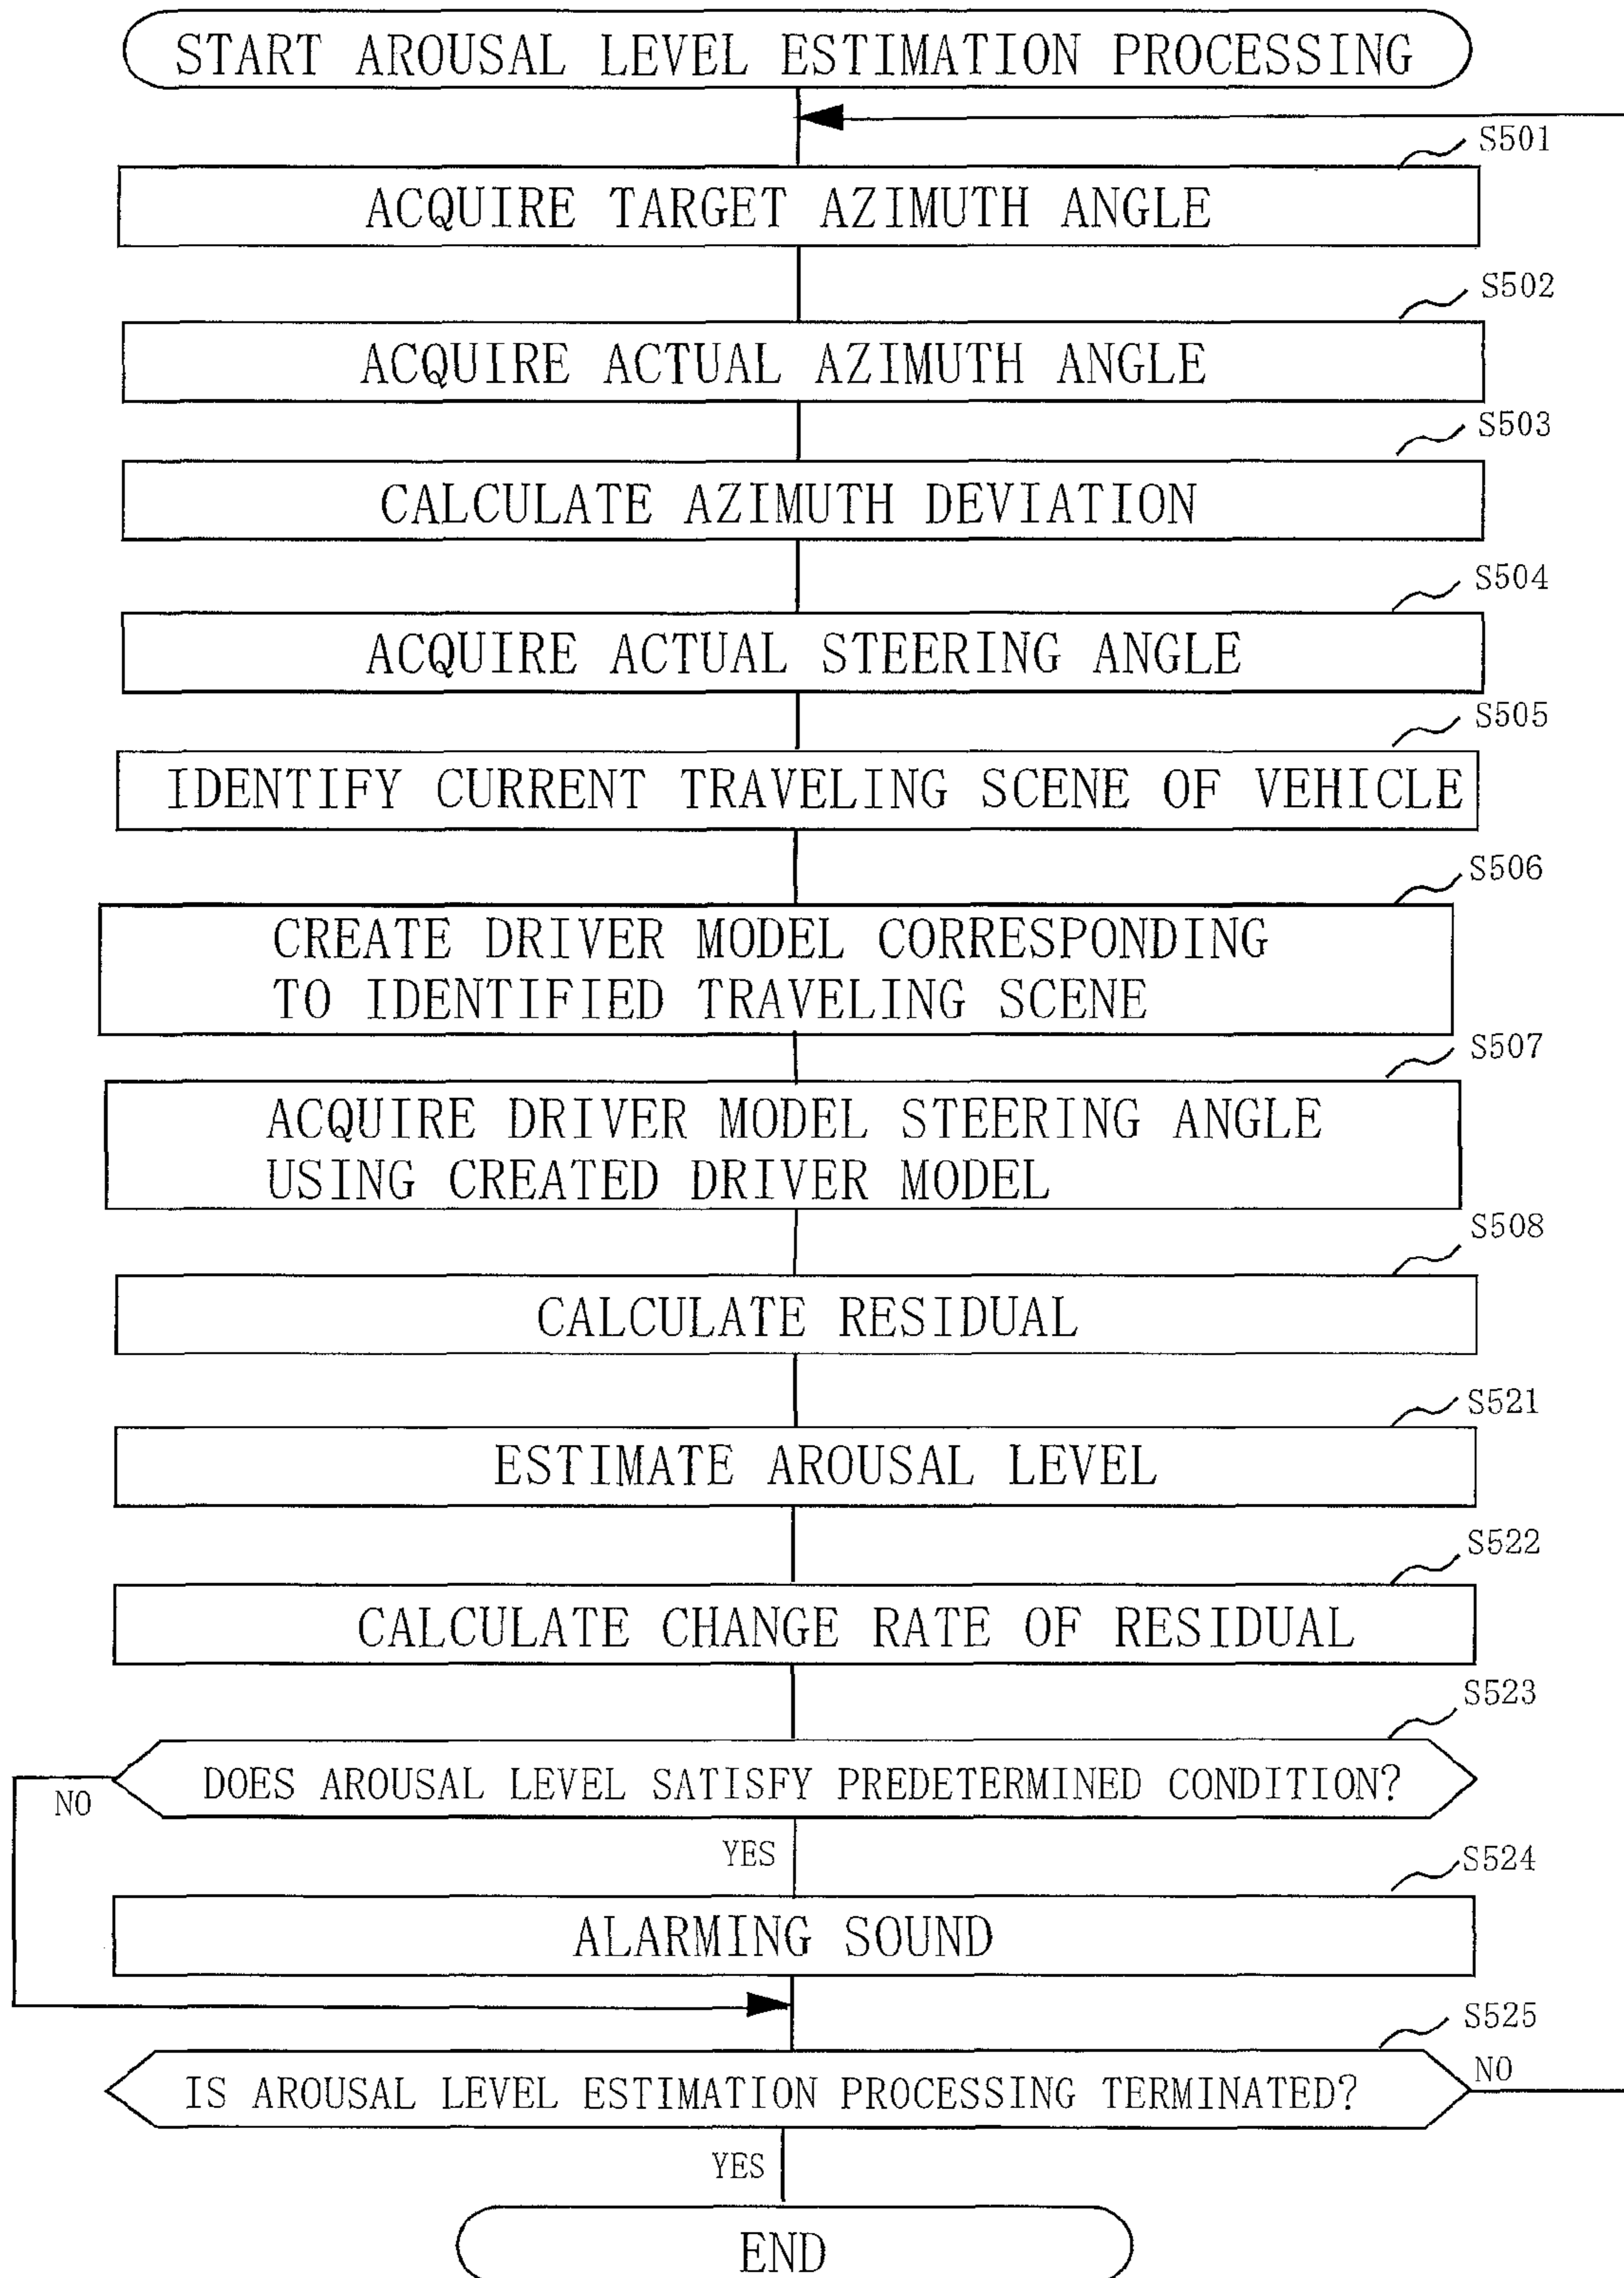 START AROUSAL LEVEL ESTIMATION PROCESSING
S501
ACQUIRE TARGET AZIMUTH ANGLE
S502
ACQUIRE ACTUAL AZIMUTH ANGLE
S503
CALCULATE AZIMUTH DEVIATION
S504
ACQUIRE ACTUAL STEERING ANGLE
S505
IDENTIFY CURRENT TRAVELING SCENE OF VEHICLE
S506
CREATE DRIVER MODEL CORRESPONDING
TO IDENTIFIED TRAVELING SCENE
S507
ACQUIRE DRIVER MODEL STEERING ANGLE
USING CREATED DRIVER MODEL
S508
CALCULATE RESIDUAL
S521
ESTIMATE AROUSAL LEVEL
S522
CALCULATE CHANGE RATE OF RESIDUAL
S523
DOES AROUSAL LEVEL SATISFY PREDETERMINED CONDITION?
NO
YES
S524
ALARMING SOUND
S525
IS AROUSAL LEVEL ESTIMATION PROCESSING TERMINATED?
NO
YES
END